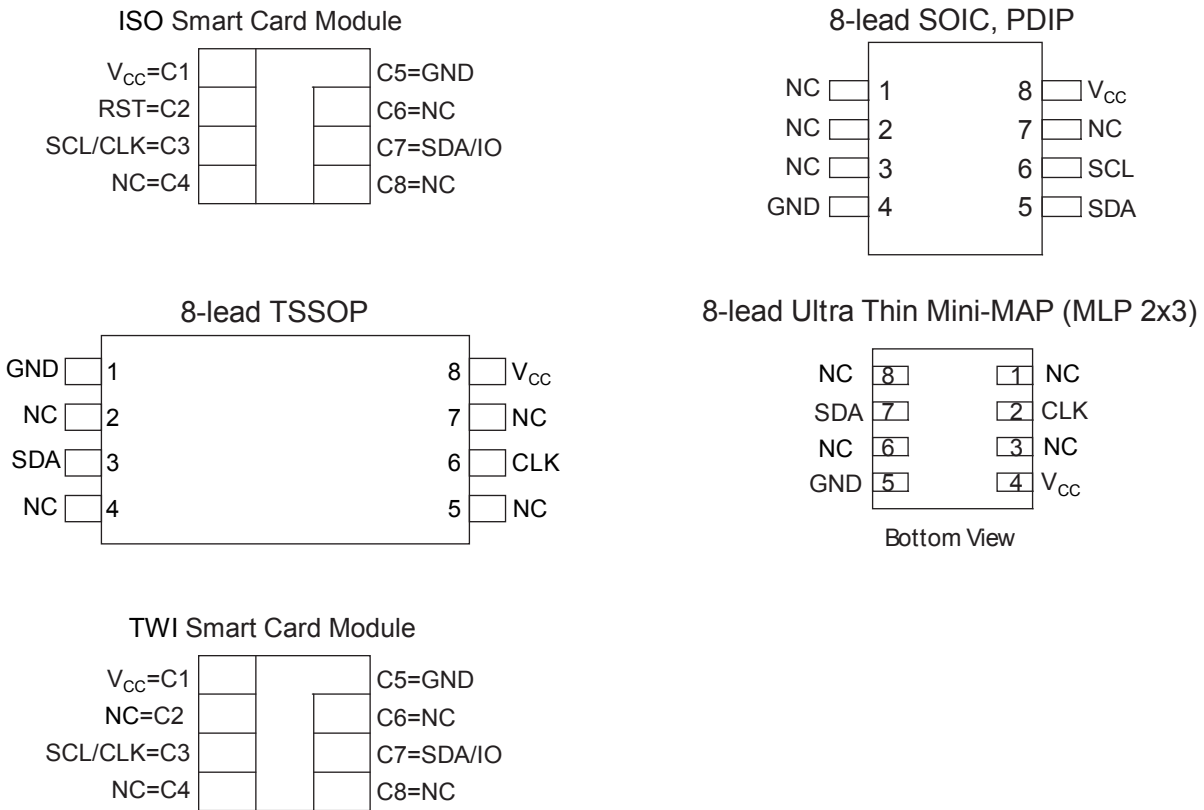 ISO Smart Card Module
VCC=C1
C5=GND
RST=C2
C6=NC
SCL/CLK=C3
C7=SDA/IO
NC=C4
C8=NC
8-lead SOIC, PDIP
NC 1 8 VCC
NC 2 7 NC
NC 3 6 SCL
GND 4 5 SDA
8-lead TSSOP
GND 1 8 VCC
NC 2 7 NC
SDA 3 6 CLK
NC 4 5 NC
8-lead Ultra Thin Mini-MAP (MLP 2x3)
NC 8 1 NC
SDA 7 2 CLK
NC 6 3 NC
GND 5 4 VCC
Bottom View
TWI Smart Card Module
VCC=C1
C5=GND
NC=C2
C6=NC
SCL/CLK=C3
C7=SDA/IO
NC=C4
C8=NC